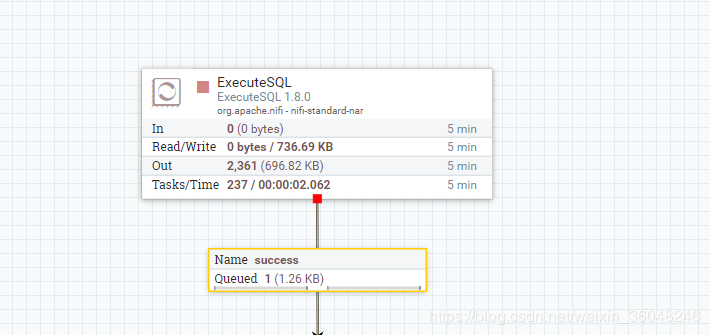 ExecuteSQL
ExecuteSQL 1.8.0
org.apache.nifi - nifi-standard-nar
In 0 (0 bytes) 5 min
Read/Write 0 bytes / 736.69 KB 5 min
Out 2,361 (696.82 KB) 5 min
Tasks/Time 237 / 00:00:02.062 5 min
Name success
Queued 1 (1.26 KB)
https://blog.csdn.net/weixin_36048246